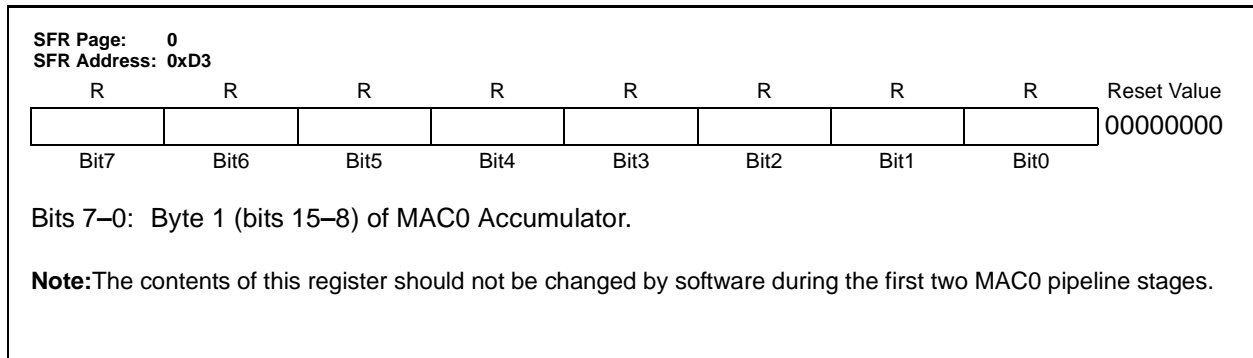 SFR Page: 0
SFR Address: 0xD3
R R R R R R R R Reset Value
00000000
Bit7 Bit6 Bit5 Bit4 Bit3 Bit2 Bit1 Bit0
Bits 7–0: Byte 1 (bits 15–8) of MAC0 Accumulator.
Note:The contents of this register should not be changed by software during the first two MAC0 pipeline stages.